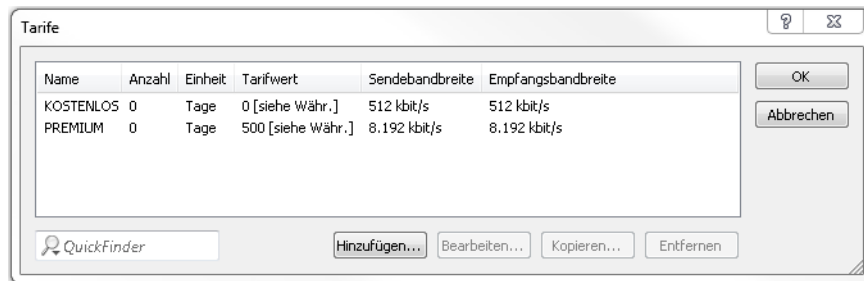 Tarife
Name Anzahl Einheit Tarifwert Sendebandbreite Empfangsbandbreite
KOSTENLOS 0 Tage 0 [siehe Währ.] 512 kbit/s 512 kbit/s
PREMIUM 0 Tage 500 [siehe Währ.] 8.192 kbit/s 8.192 kbit/s
OK
Abbrechen
QuickFinder
Hinzufügen... Bearbeiten... Kopieren... Entfernen